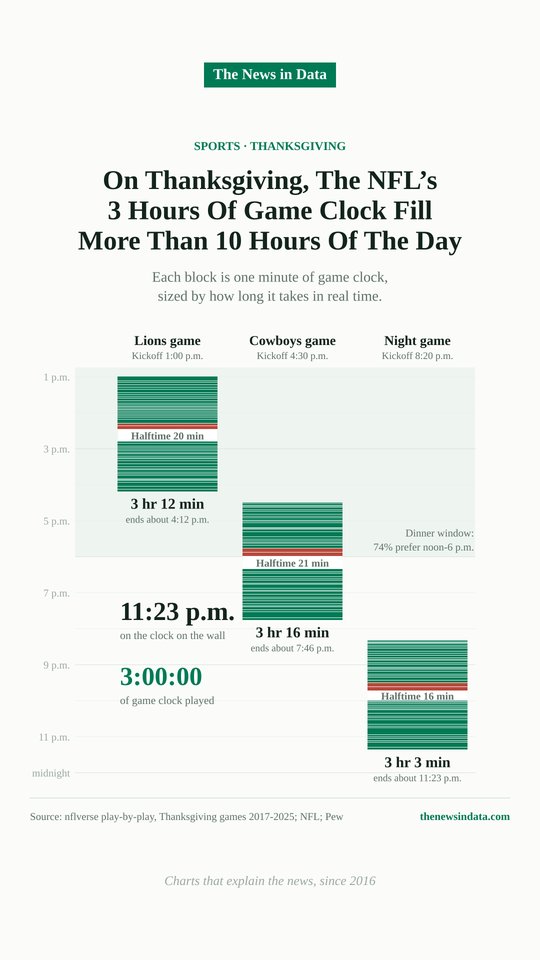 The News in Data
SPORTS · THANKSGIVING
On Thanksgiving, The NFL’s
3 Hours Of Game Clock Fill
More Than 10 Hours Of The Day
Each block is one minute of game clock,
sized by how long it takes in real time.
Lions game
Kickoff 1:00 p.m.
Cowboys game
Kickoff 4:30 p.m.
Night game
Kickoff 8:20 p.m.
1 p.m.
3 p.m.
5 p.m.
7 p.m.
9 p.m.
11 p.m.
midnight
Halftime 20 min
3 hr 12 min
ends about 4:12 p.m.
Dinner window:
74% prefer noon-6 p.m.
Halftime 21 min
3 hr 16 min
ends about 7:46 p.m.
11:23 p.m.
on the clock on the wall
3:00:00
of game clock played
Halftime 16 min
3 hr 3 min
ends about 11:23 p.m.
Source: nflverse play-by-play, Thanksgiving games 2017-2025; NFL; Pew
thenewsindata.com
Charts that explain the news, since 2016